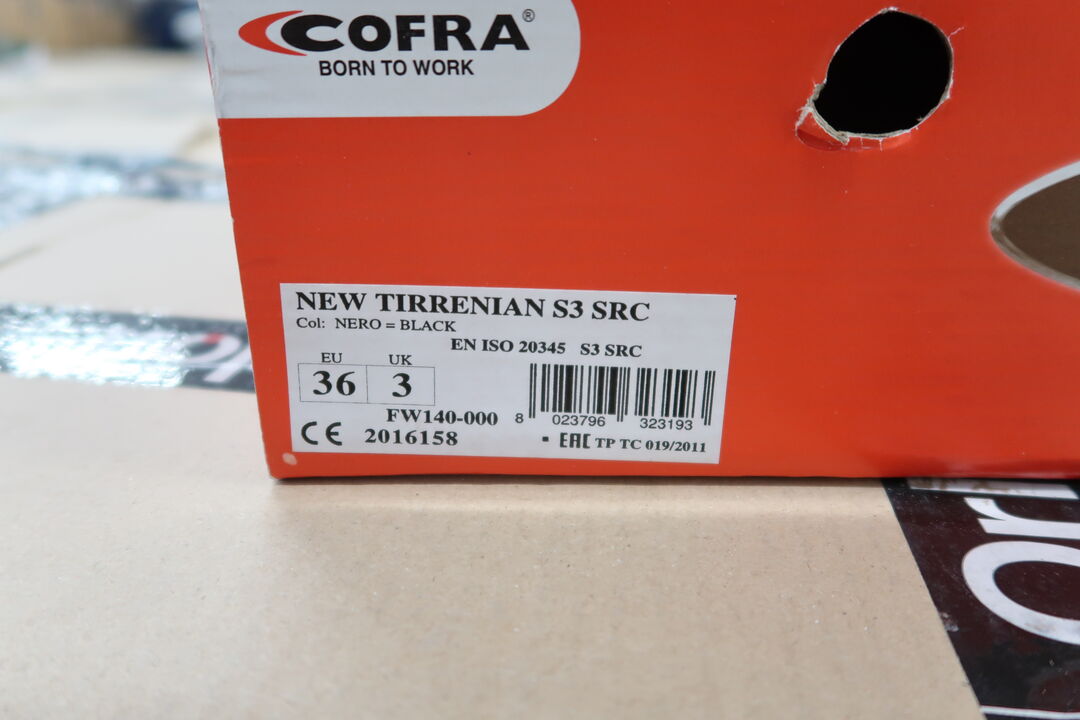 COFRA®
BORN TO WORK
NEW TIRRENIAN S3 SRC
Col: NERO = BLACK
EN ISO 20345 S3 SRC
EU UK
36 3
FW140-000
8 023796 323193
CE 2016158
EAC TP TC 019/2011